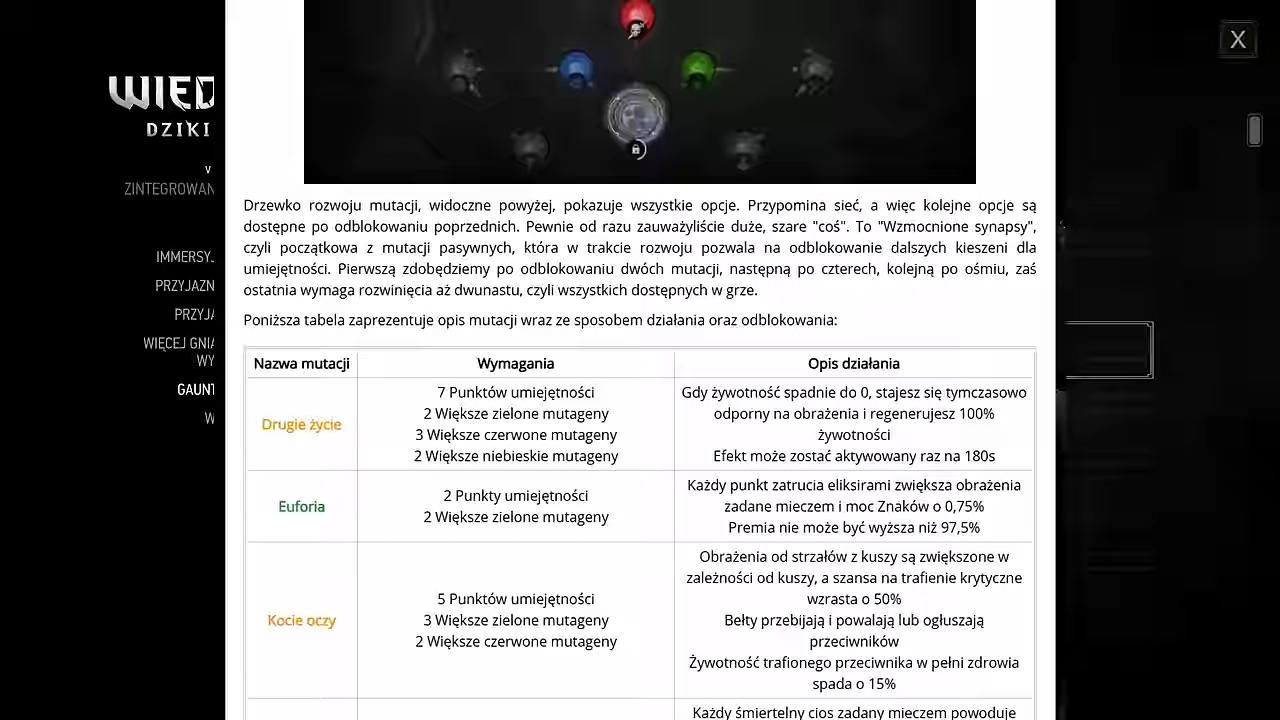 X
WIED
DZIKI
V
ZINTEGROWAN
IMMERSY
PRZYJAZN
PRZYJA
WIĘCEJ GNIA
WY
GAUNT
W
Drzewko rozwoju mutacji, widoczne powyżej, pokazuje wszystkie opcje. Przypomina sieć, a więc kolejne opcje są
dostępne po odblokowaniu poprzednich. Pewnie od razu zauważyliście duże, szare "coś". To "Wzmocnione synapsy",
czyli początkowa z mutacji pasywnych, która w trakcie rozwoju pozwala na odblokowanie dalszych kieszeni dla
umiejętności. Pierwszą zdobędziemy po odblokowaniu dwóch mutacji, następną po czterech, kolejną po ośmiu, zaś
ostatnia wymaga rozwinięcia aż dwunastu, czyli wszystkich dostępnych w grze.
Poniższa tabela zaprezentuje opis mutacji wraz ze sposobem działania oraz odblokowania:
Nazwa mutacji Wymagania Opis działania
Drugie życie
7 Punktów umiejętności
2 Większe zielone mutageny
3 Większe czerwone mutageny
2 Większe niebieskie mutageny
Gdy żywotność spadnie do 0, stajesz się tymczasowo
odporny na obrażenia i regenerujesz 100%
żywotności
Efekt może zostać aktywowany raz na 180s
Euforia
2 Punkty umiejętności
2 Większe zielone mutageny
Każdy punkt zatrucia eliksirami zwiększa obrażenia
zadane mieczem i moc Znaków o 0,75%
Premia nie może być wyższa niż 97,5%
Kocie oczy
5 Punktów umiejętności
3 Większe zielone mutageny
2 Większe czerwone mutageny
Obrażenia od strzałów z kuszy są zwiększone w
zależności od kuszy, a szansa na trafienie krytyczne
wzrasta o 50%
Bełty przebijają i powalają lub ogłuszają
przeciwników
Żywotność trafionego przeciwnika w pełni zdrowia
spada o 15%
Każdy śmiertelny cios zadany mieczem powoduje